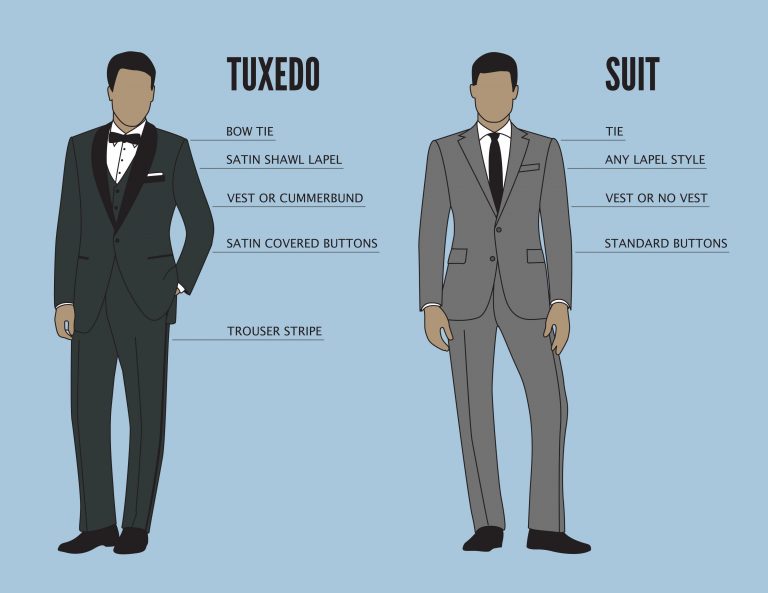 TUXEDO
BOW TIE
SATIN SHAWL LAPEL
VEST OR CUMMERBUND
SATIN COVERED BUTTONS
TROUSER STRIPE
SUIT
TIE
ANY LAPEL STYLE
VEST OR NO VEST
STANDARD BUTTONS